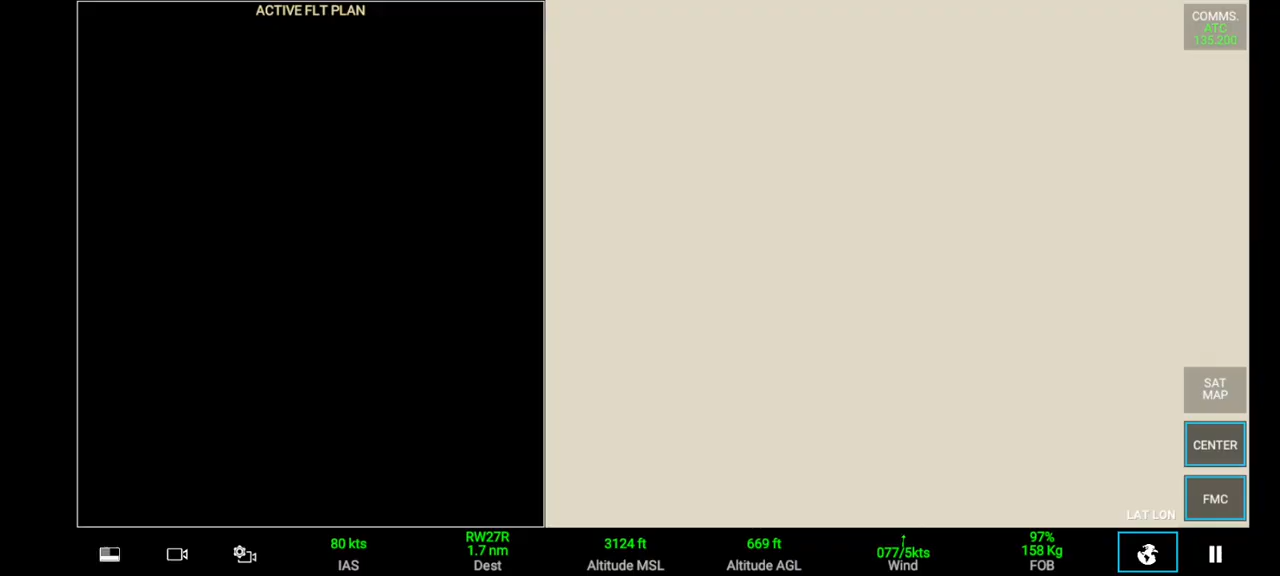 ACTIVE FLT PLAN
COMMS.
ATC
135.200
SAT
MAP
CENTER
FMC
LAT LON
80 kts
IAS
RW27R
1.7 nm
Dest
3124 ft
Altitude MSL
669 ft
Altitude AGL
077/5kts
Wind
97%
158 Kg
FOB